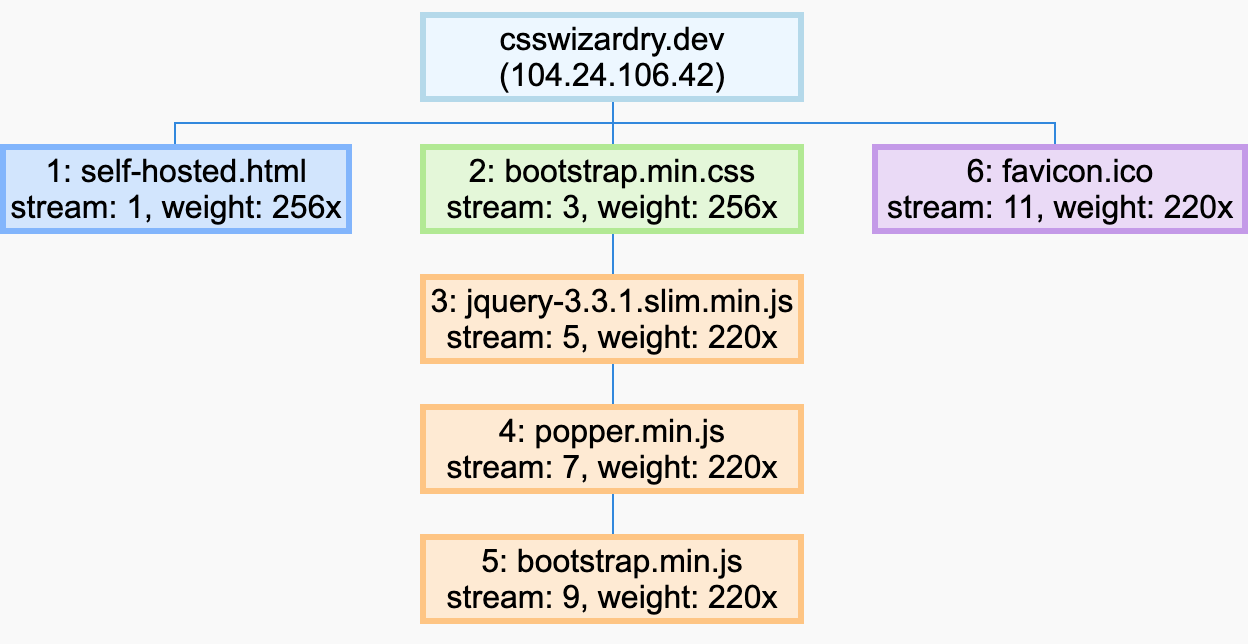 csswizardry.dev
(104.24.106.42)
1: self-hosted.html
stream: 1, weight: 256x
2: bootstrap.min.css
stream: 3, weight: 256x
6: favicon.ico
stream: 11, weight: 220x
3: jquery-3.3.1.slim.min.js
stream: 5, weight: 220x
4: popper.min.js
stream: 7, weight: 220x
5: bootstrap.min.js
stream: 9, weight: 220x